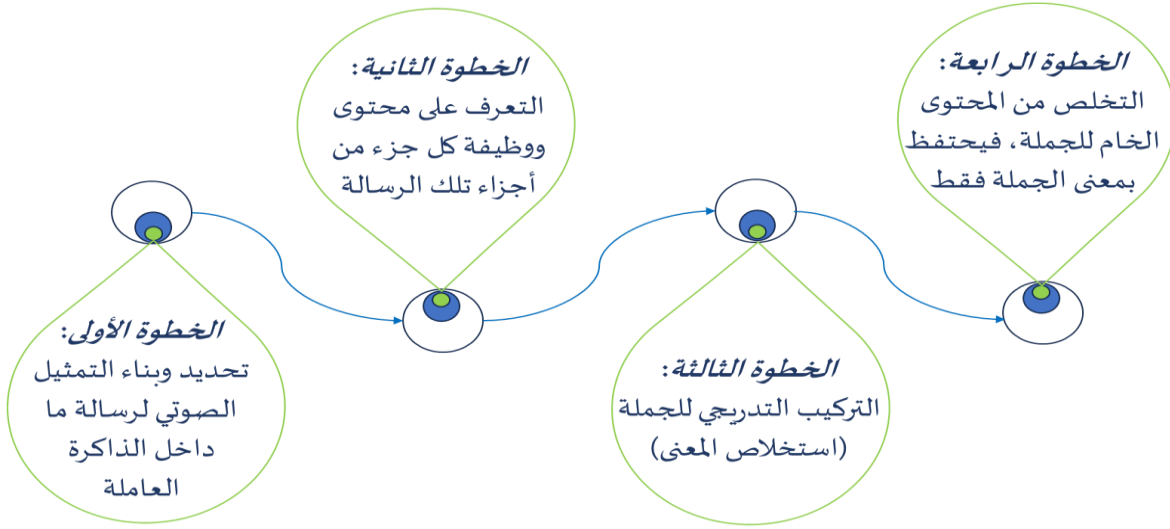 الخطوة الأولى:
تحديد وبناء التمثيل
الصوتي لرسالة ما
داخل الذاكرة
العاملة
الخطوة الثانية:
التعرف على محتوى
ووظيفة كل جزء من
أجزاء تلك الرسالة
الخطوة الثالثة:
التركيب التدريجي للجملة
(استخلاص المعنى)
الخطوة الرابعة:
التخلص من المحتوى
الخام للجملة، فيحتفظ
بمعنى الجملة فقط